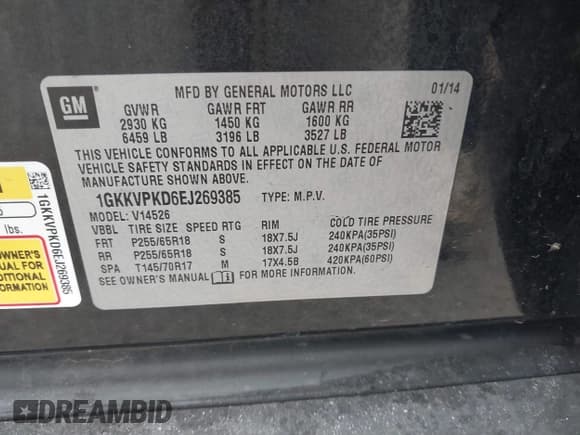 GM
MFD BY GENERAL MOTORS LLC 01/14
GVWR GAWR FRT GAWR RR
2930 KG 1450 KG 1600 KG
6459 LB 3196 LB 3527 LB
THIS VEHICLE CONFORMS TO ALL APPLICABLE U.S. FEDERAL MOTOR
VEHICLE SAFETY STANDARDS IN EFFECT ON THE DATE OF
MANUFACTURE SHOWN ABOVE.
1GKKVPKD6EJ269385 TYPE: M.P.V.
MODEL: V14526
VBBL TIRE SIZE SPEED RTG RIM COLD TIRE PRESSURE
FRT P255/65R18 S 18X7.5J 240KPA(35PSI)
RR P255/65R18 S 18X7.5J 240KPA(35PSI)
SPA T145/70R17 M 17X4.5B 420KPA(60PSI)
SEE OWNER'S MANUAL FOR MORE INFORMATION.
1GKKVPKD6EJ269385
lbs.
OWNER'S
MANUAL FOR
INFORMATION
DREAMBID